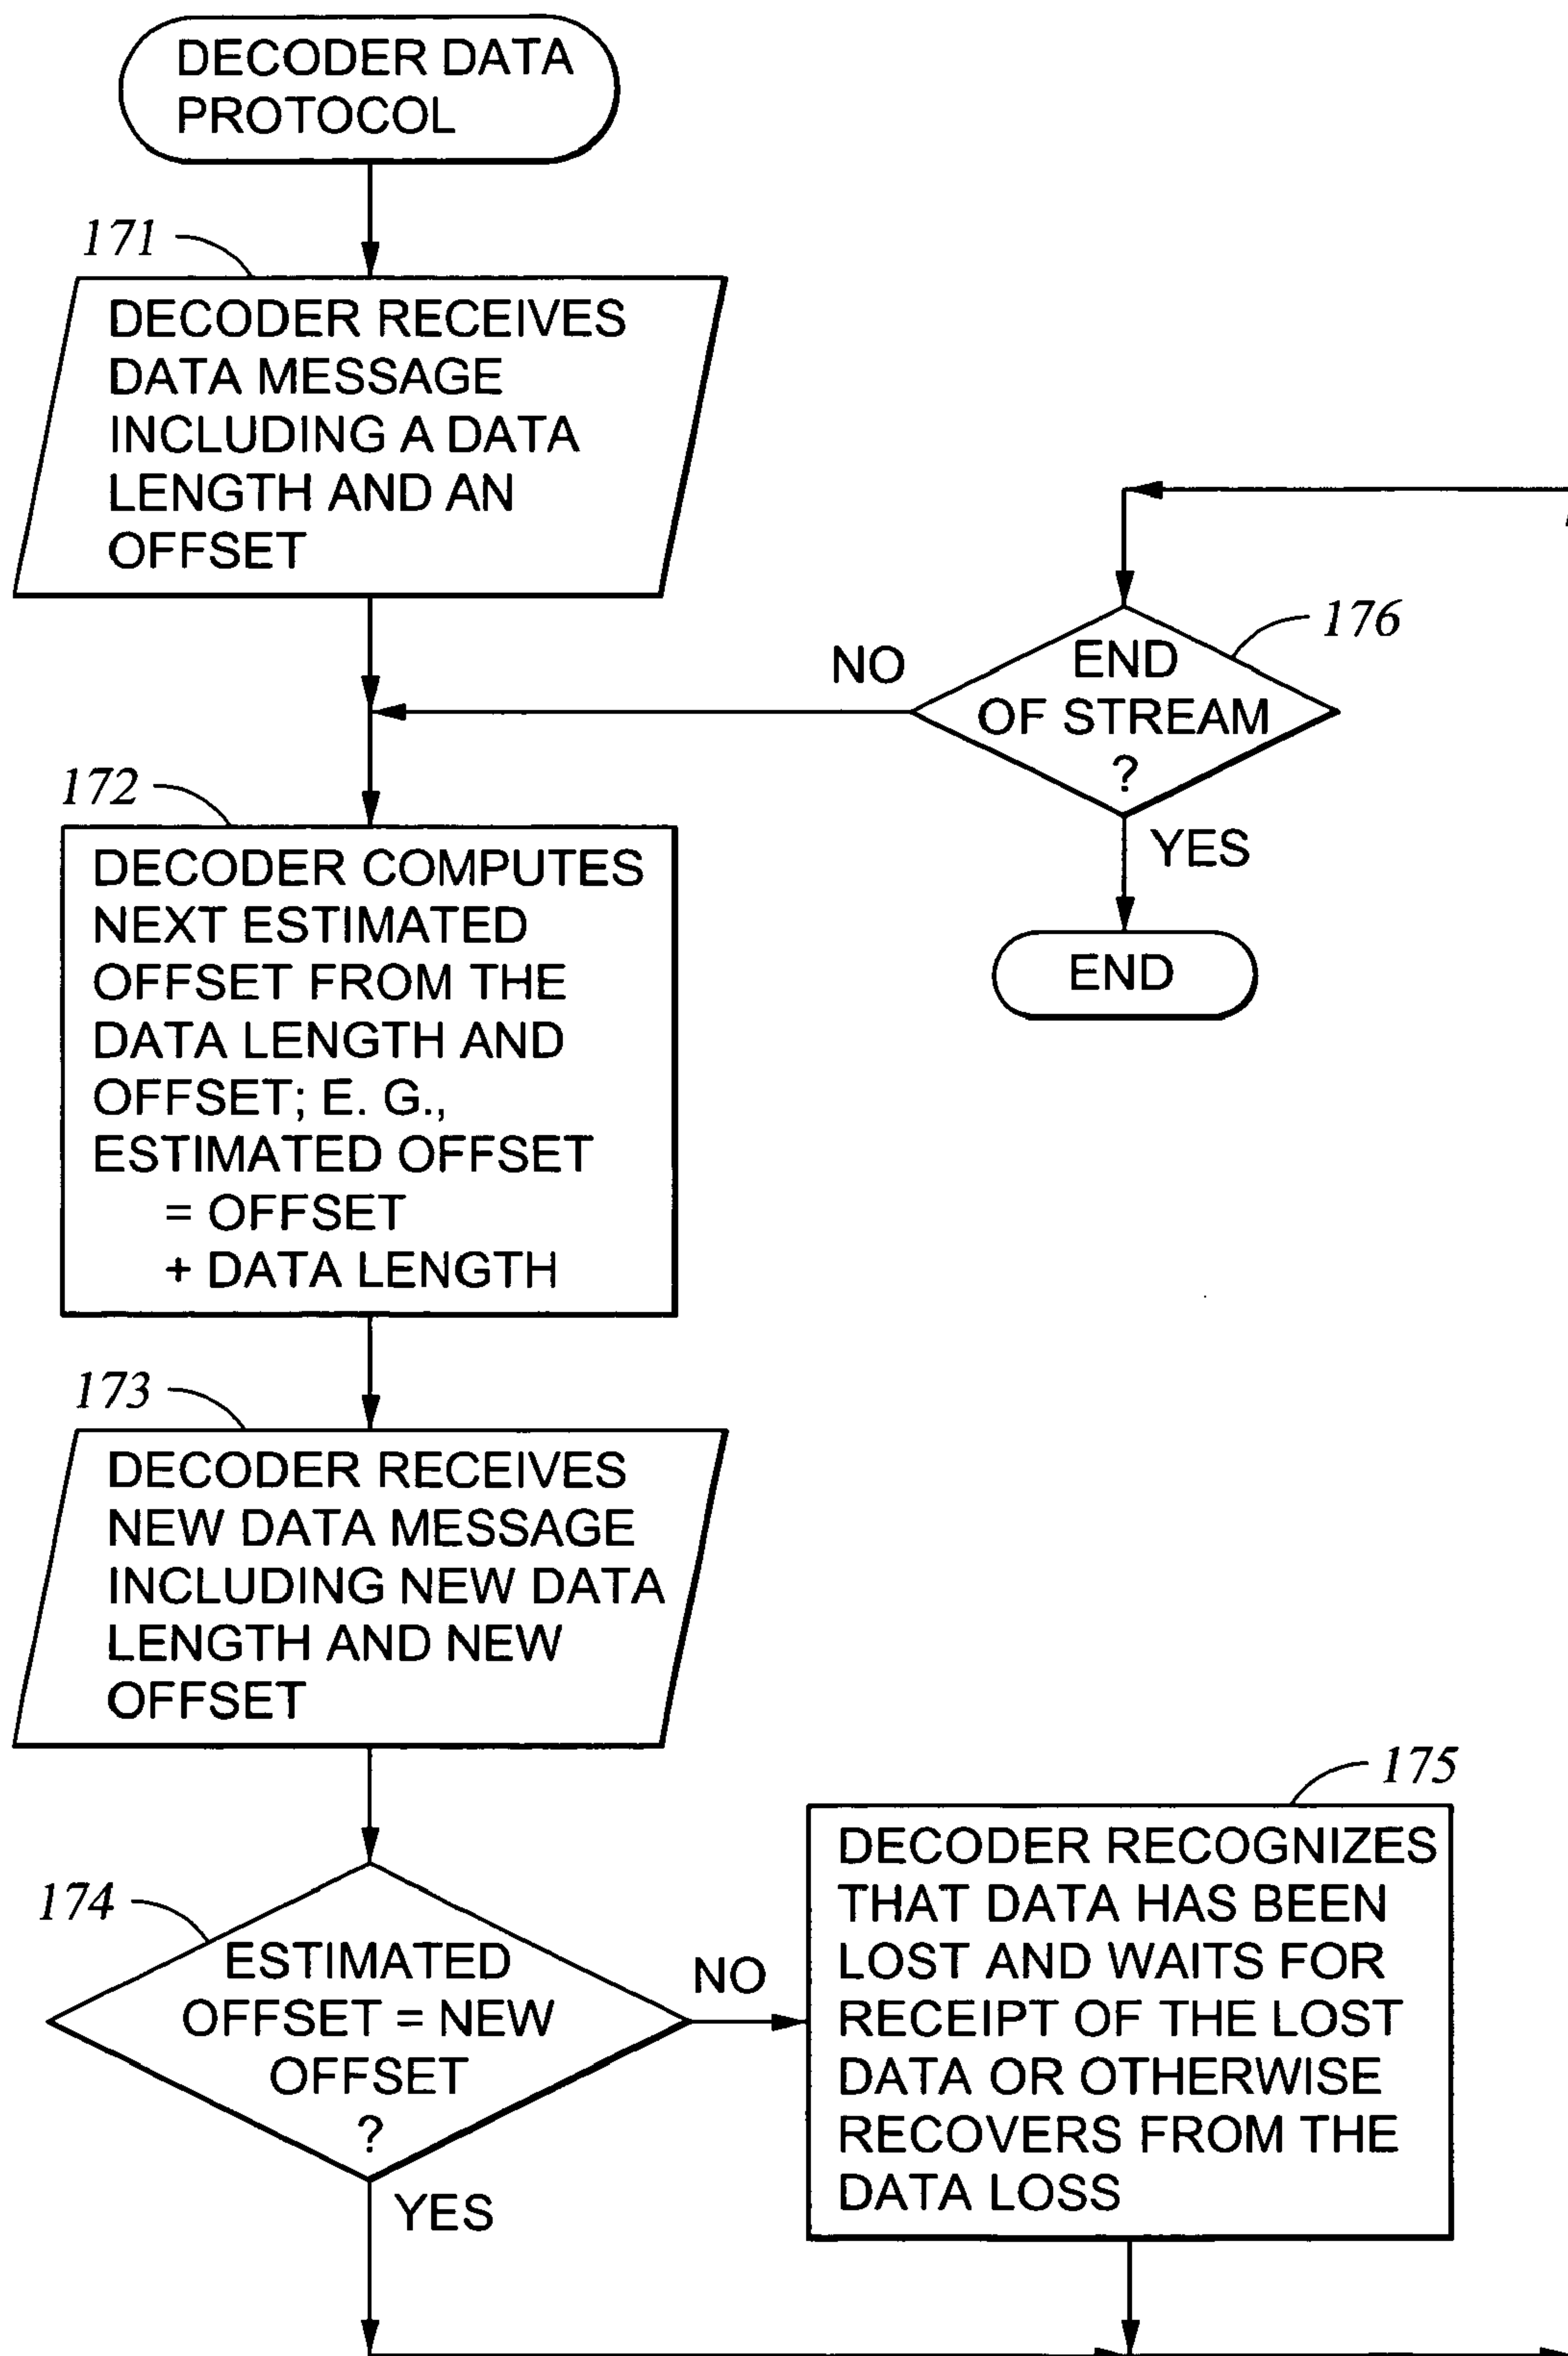 DECODER DATA
PROTOCOL
171
DECODER RECEIVES
DATA MESSAGE
INCLUDING A DATA
LENGTH AND AN
OFFSET
176
END
OF STREAM
?
NO
YES
END
172
DECODER COMPUTES
NEXT ESTIMATED
OFFSET FROM THE
DATA LENGTH AND
OFFSET; E. G.,
ESTIMATED OFFSET
= OFFSET
+ DATA LENGTH
173
DECODER RECEIVES
NEW DATA MESSAGE
INCLUDING NEW DATA
LENGTH AND NEW
OFFSET
174
ESTIMATED
OFFSET = NEW
OFFSET
?
NO
YES
175
DECODER RECOGNIZES
THAT DATA HAS BEEN
LOST AND WAITS FOR
RECEIPT OF THE LOST
DATA OR OTHERWISE
RECOVERS FROM THE
DATA LOSS